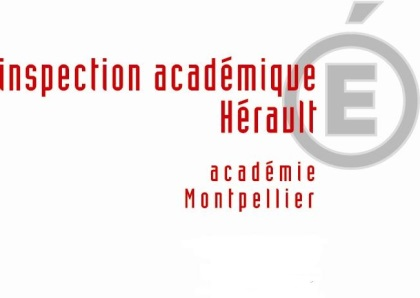 inspection académique
Hérault
É
académie
Montpellier